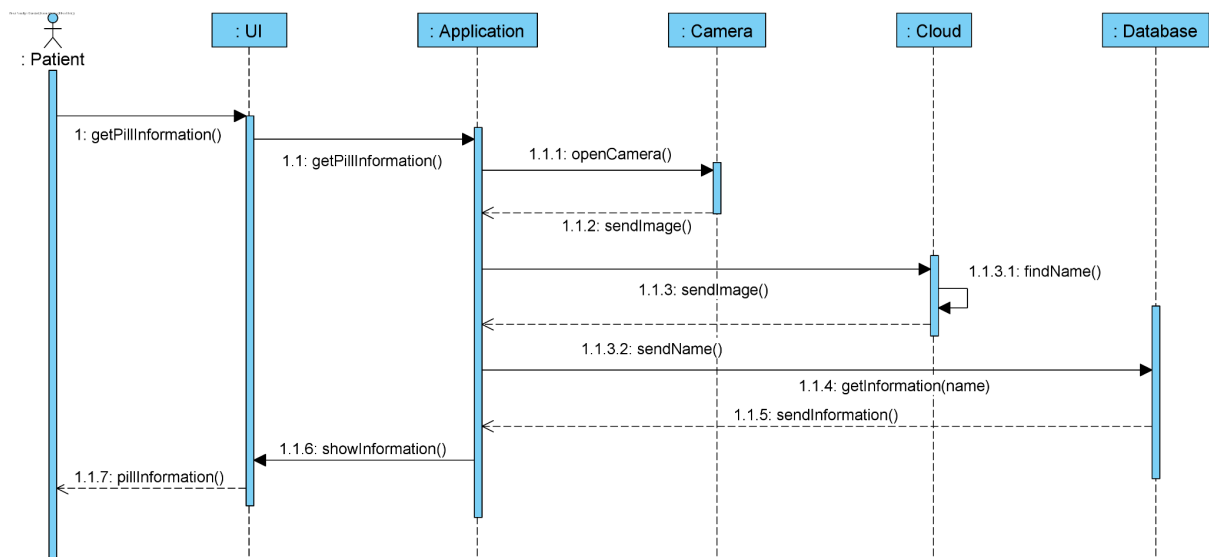 : Patient
: UI
: Application
: Camera
: Cloud
: Database
1: getPillInformation()
1.1: getPillInformation()
1.1.1: openCamera()
1.1.2: sendImage()
1.1.3: sendImage()
1.1.3.1: findName()
1.1.3.2: sendName()
1.1.4: getInformation(name)
1.1.5: sendInformation()
1.1.6: showInformation()
1.1.7: pillInformation()